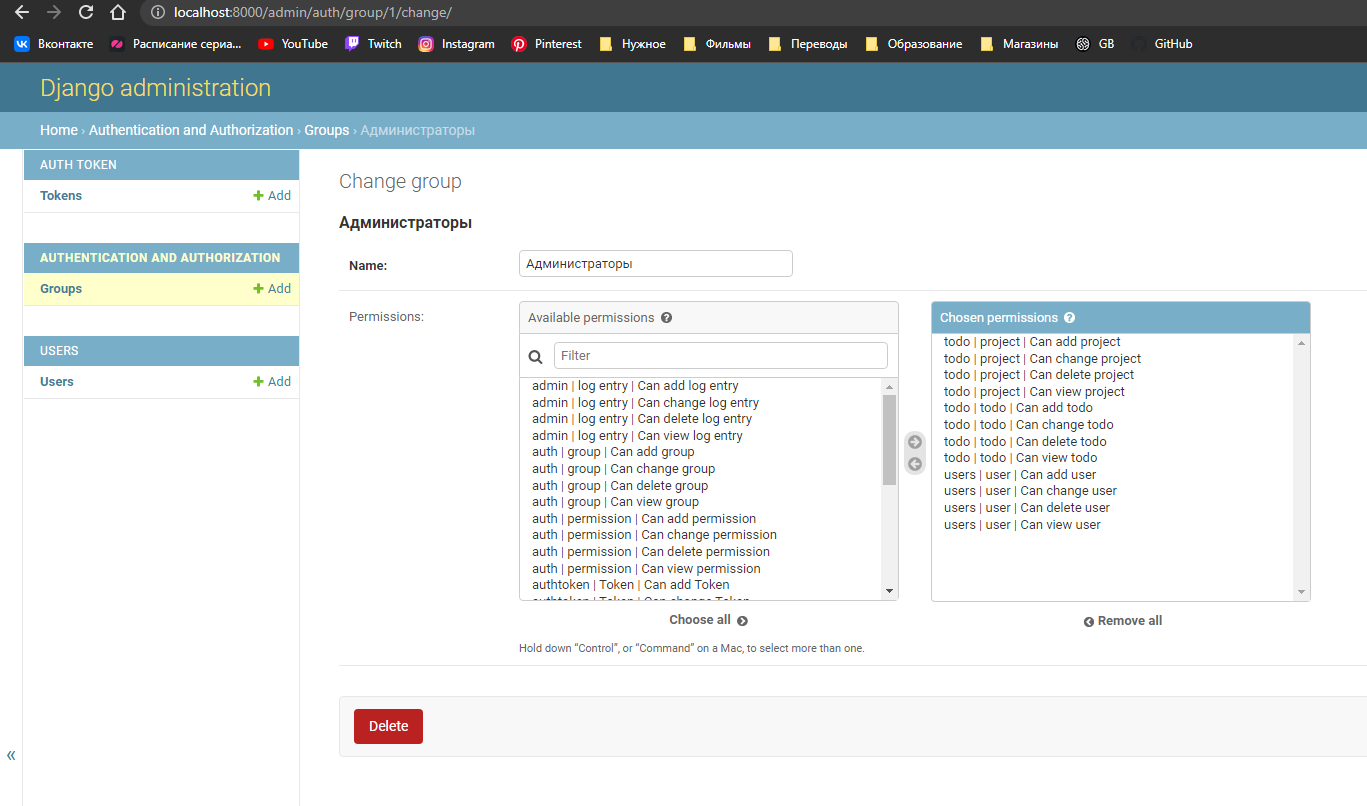 localhost:8000/admin/auth/group/1/change/
Вконтакте Расписание сериа... YouTube Twitch Instagram Pinterest Нужное Фильмы Переводы Образование Магазины GB GitHub
Django administration
Home › Authentication and Authorization › Groups › Администраторы
AUTH TOKEN
Tokens Add
AUTHENTICATION AND AUTHORIZATION
Groups Add
USERS
Users Add
«
Change group
Администраторы
Name: Администраторы
Permissions:
Available permissions
Filter
admin | log entry | Can add log entry
admin | log entry | Can change log entry
admin | log entry | Can delete log entry
admin | log entry | Can view log entry
auth | group | Can add group
auth | group | Can change group
auth | group | Can delete group
auth | group | Can view group
auth | permission | Can add permission
auth | permission | Can change permission
auth | permission | Can delete permission
auth | permission | Can view permission
authtoken | Token | Can add Token
authtoken | Token | Can change Token
Choose all
Hold down “Control”, or “Command” on a Mac, to select more than one.
Chosen permissions
todo | project | Can add project
todo | project | Can change project
todo | project | Can delete project
todo | project | Can view project
todo | todo | Can add todo
todo | todo | Can change todo
todo | todo | Can delete todo
todo | todo | Can view todo
users | user | Can add user
users | user | Can change user
users | user | Can delete user
users | user | Can view user
Remove all
Delete